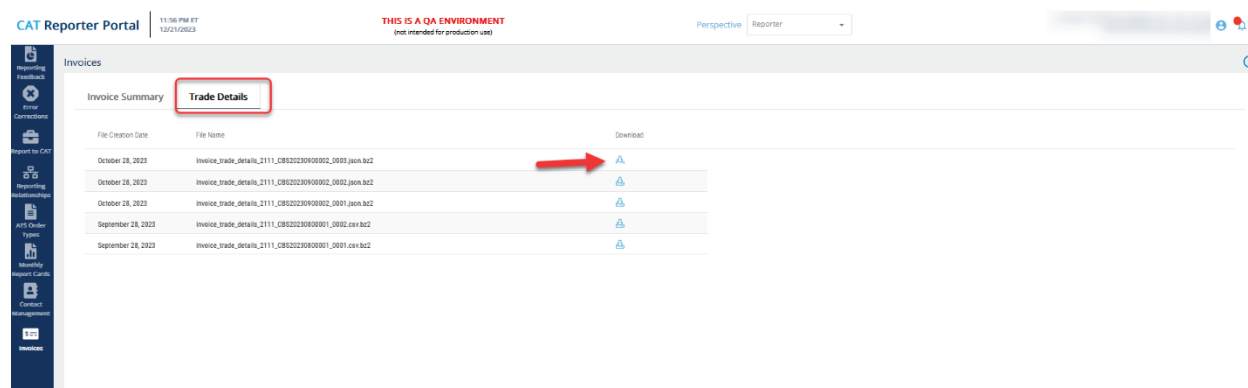 CAT Reporter Portal
11:56 PM ET
12/21/2023
THIS IS A QA ENVIRONMENT
(not intended for production use)
Perspective
Reporter
Reporting
Feedback
Error
Corrections
Report to CAT
Reporting
Relationships
ATS Order
Types
Monthly
Report Cards
Contact
Management
Invoices
Invoices
Invoice Summary
Trade Details
File Creation Date File Name Download
October 28, 2023 invoice_trade_details_2111_CBS20230900002_0003.json.bz2
October 28, 2023 invoice_trade_details_2111_CBS20230900002_0002.json.bz2
October 28, 2023 invoice_trade_details_2111_CBS20230900002_0001.json.bz2
September 28, 2023 invoice_trade_details_2111_CBS20230800001_0002.csv.bz2
September 28, 2023 invoice_trade_details_2111_CBS20230800001_0001.csv.bz2